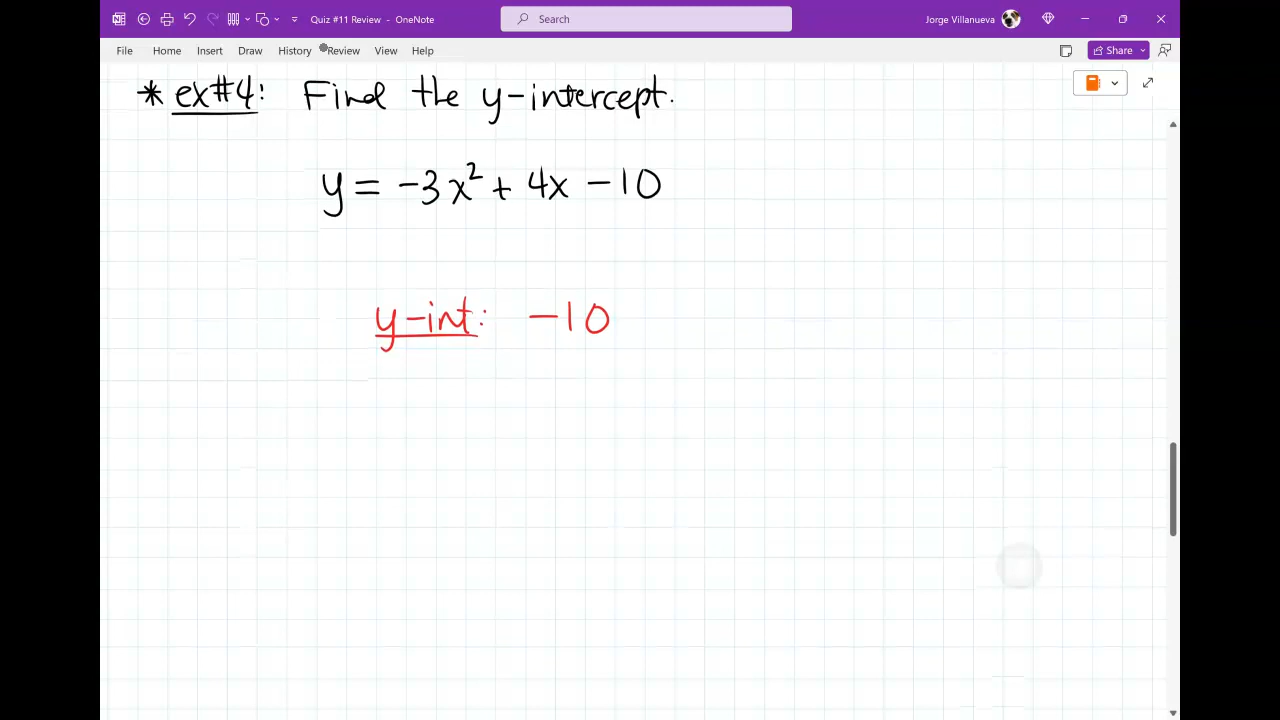 Quiz #11 Review - OneNote
Search
Jorge Villanueva
File Home Insert Draw History Review View Help
Share
* ex#4: Find the y-intercept.
y = -3x² + 4x - 10
y-int: -10